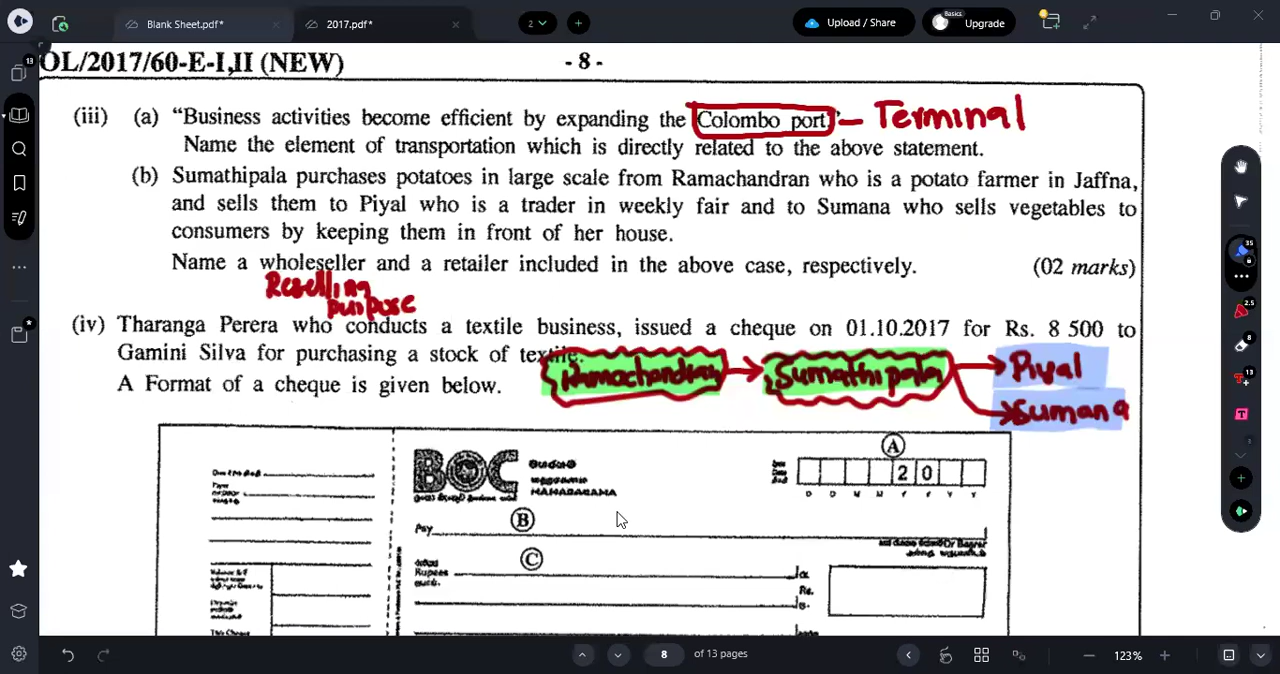 Blank Sheet.pdf*
2017.pdf*
2
Upload / Share
Basics
Upgrade
OL/2017/60-E-I,II (NEW)
- 8 -
(iii) (a) “Business activities become efficient by expanding the Colombo port” – Terminal
Name the element of transportation which is directly related to the above statement.
(b) Sumathipala purchases potatoes in large scale from Ramachandran who is a potato farmer in Jaffna,
and sells them to Piyal who is a trader in weekly fair and to Sumana who sells vegetables to
consumers by keeping them in front of her house.
Name a wholeseller and a retailer included in the above case, respectively. (02 marks)
Reselling
purpose
(iv) Tharanga Perera who conducts a textile business, issued a cheque on 01.10.2017 for Rs. 8 500 to
Gamini Silva for purchasing a stock of textile.
Ramachandran → Sumathipala → Piyal
Sumana
A Format of a cheque is given below.
A
BOC
MAHARAGAMA
2 0
D D M M Y Y Y Y
Pay B
Or Bearer
C
Rupees
Rs.
8
of 13 pages
123%